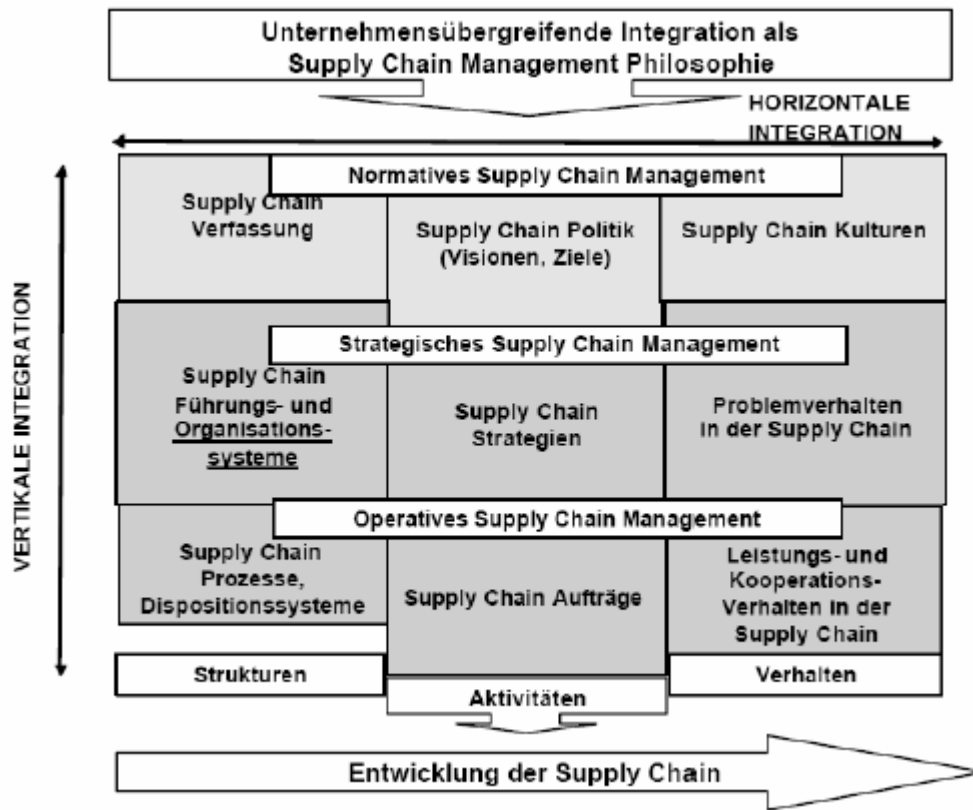 Unternehmensübergreifende Integration als
Supply Chain Management Philosophie
HORIZONTALE
INTEGRATION
VERTIKALE INTEGRATION
Normatives Supply Chain Management
Supply Chain
Verfassung
Supply Chain Politik
(Visionen, Ziele)
Supply Chain Kulturen
Strategisches Supply Chain Management
Supply Chain
Führungs- und
Organisations-
systeme
Supply Chain
Strategien
Problemverhalten
in der Supply Chain
Operatives Supply Chain Management
Supply Chain
Prozesse,
Dispositionssysteme
Supply Chain Aufträge
Leistungs- und
Kooperations-
Verhalten in der
Supply Chain
Strukturen
Aktivitäten
Verhalten
Entwicklung der Supply Chain